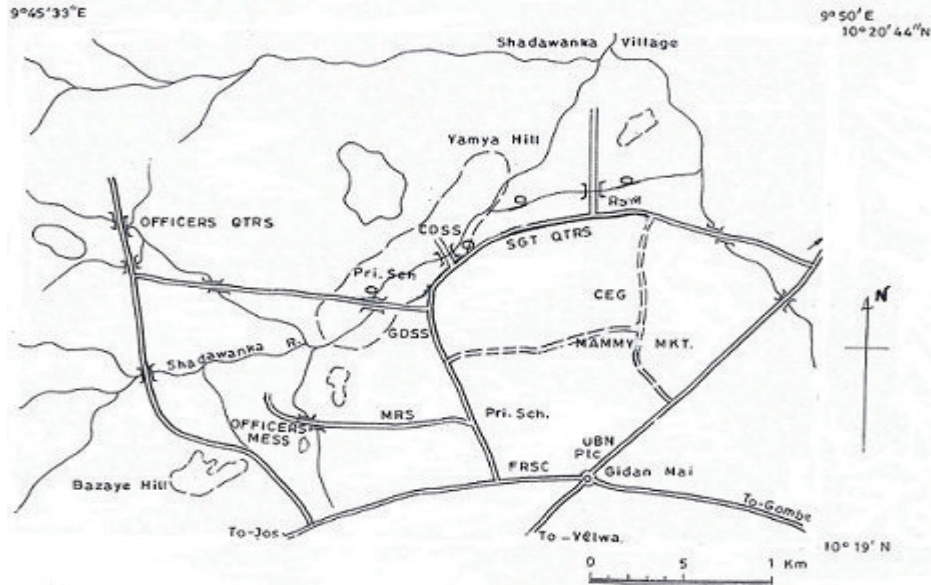 9°45'33"E
9°50'E
10°20'44"N
Shadawanka Village
Yamya Hill
RSM
OFFICERS QTRS
CDSS
SGT QTRS
Pri. Sch
N
CEG
GDSS
Shadawanka R.
MAMMY MKT.
OFFICERS MESS
MRS
Pri. Sch.
UBN
Plc
FRSC
Gidan Mai
Bazaye Hill
To-Gombe
To-Jos
To-Yelwa.
10°19'N
0 5 1 Km